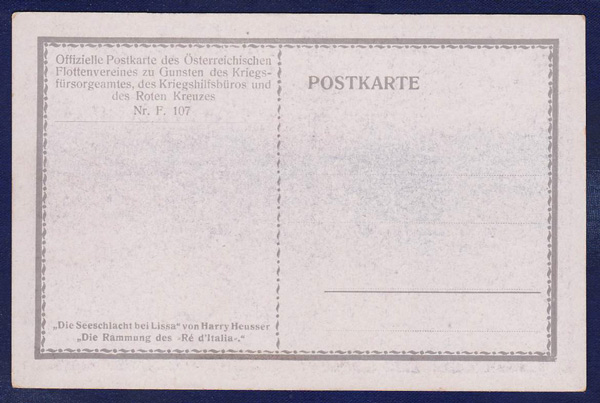 Offizielle Postkarte des Österreichischen
Flottenvereines zu Gunsten des Kriegs-
fürsorgeamtes, des Kriegshilfsbüros und
des Roten Kreuzes
Nr. F. 107
POSTKARTE
„Die Seeschlacht bei Lissa“ von Harry Heusser
„Die Rammung des »Ré d'Italia«.“